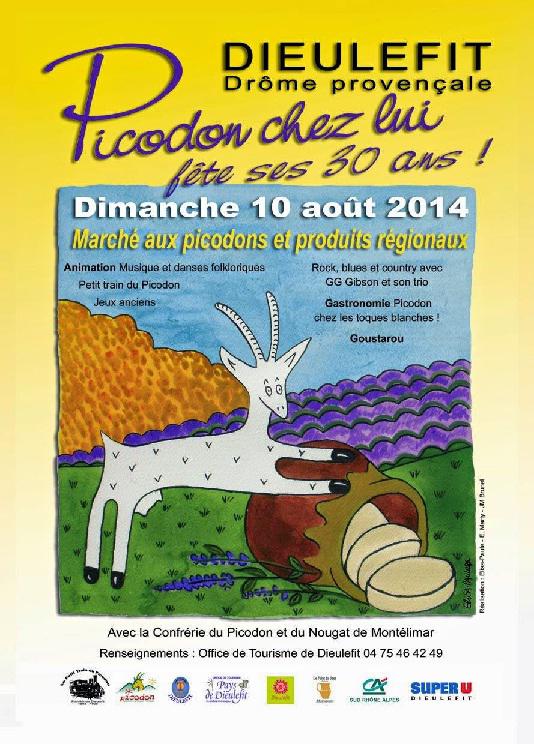 DIEULEFIT
Drôme provençale
Picodon chez lui
fête ses 30 ans !
Dimanche 10 août 2014
Marché aux picodons et produits régionaux
Animation Musique et danses folkloriques
Petit train du Picodon
Jeux anciens
Rock, blues et country avec
GG Gibson et son trio
Gastronomie Picodon
chez les toques blanches !
Goustarou
Avec la Confrérie du Picodon et du Nougat de Montélimar
Renseignements : Office de Tourisme de Dieulefit 04 75 46 42 49
Picodon
Pays
de Dieulefit
CA
SUD RHÔNE ALPES
SUPER U
DIEULEFIT